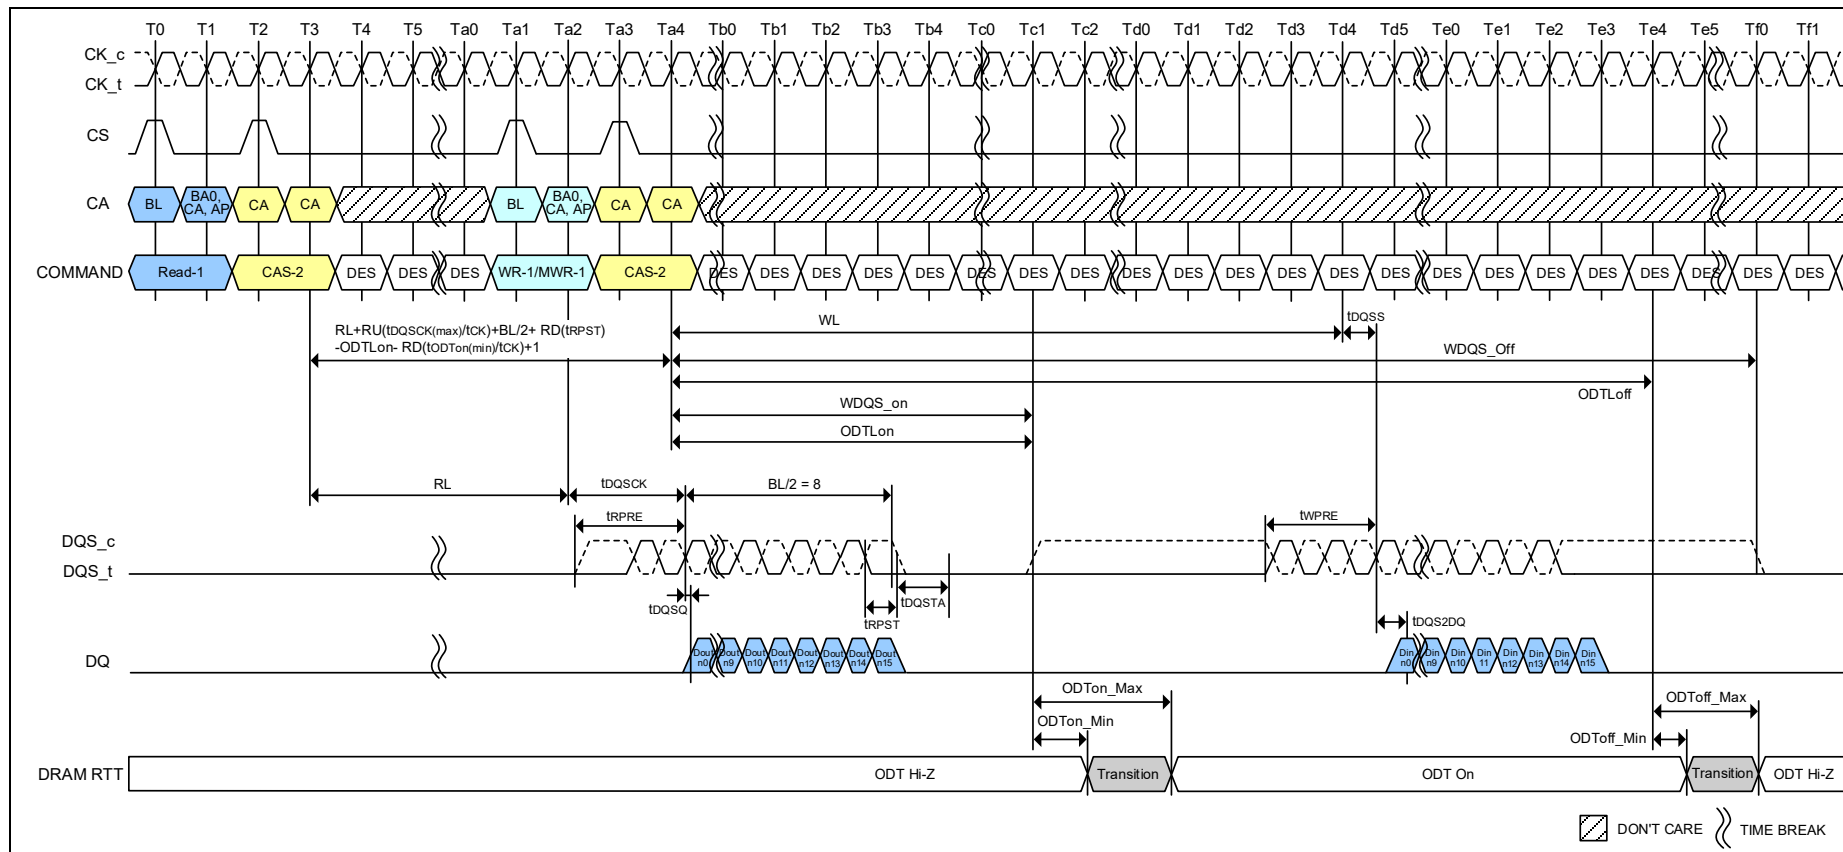 T0 T1 T2 T3 T4 T5 Ta0 Ta1 Ta2 Ta3 Ta4 Tb0 Tb1 Tb2 Tb3 Tb4 Tc0 Tc1 Tc2 Td0 Td1 Td2 Td3 Td4 Td5 Te0 Te1 Te2 Te3 Te4 Te5 Tf0 Tf1
CK_c
CK_t
CS
CA BL BA0, CA, AP CA CA BL BA0, CA, AP CA CA
COMMAND Read-1 CAS-2 DES DES DES WR-1/MWR-1 CAS-2 DES DES DES DES DES DES DES DES DES DES DES DES DES DES DES DES DES DES DES DES DES DES
WL tDQSS
RL+RU(tDQSCK(max)/tCK)+BL/2+ RD(tRPST)
-ODTLon- RD(tODTon(min)/tCK)+1
WDQS_Off
ODTLoff
WDQS_on
ODTLon
RL tDQSCK BL/2 = 8
tRPRE tWPRE
DQS_c
DQS_t
tDQSQ tRPST tDQSTA tDQS2DQ
DQ Dout n0 Dout n9 Dout n10 Dout n11 Dout n12 Dout n13 Dout n14 Dout n15 Din n0 Din n9 Din n10 Din 11 Din n12 Din n13 Din n14 Din n15
ODTon_Max ODToff_Max
ODTon_Min ODToff_Min
DRAM RTT ODT Hi-Z Transition ODT On Transition ODT Hi-Z
DON'T CARE TIME BREAK